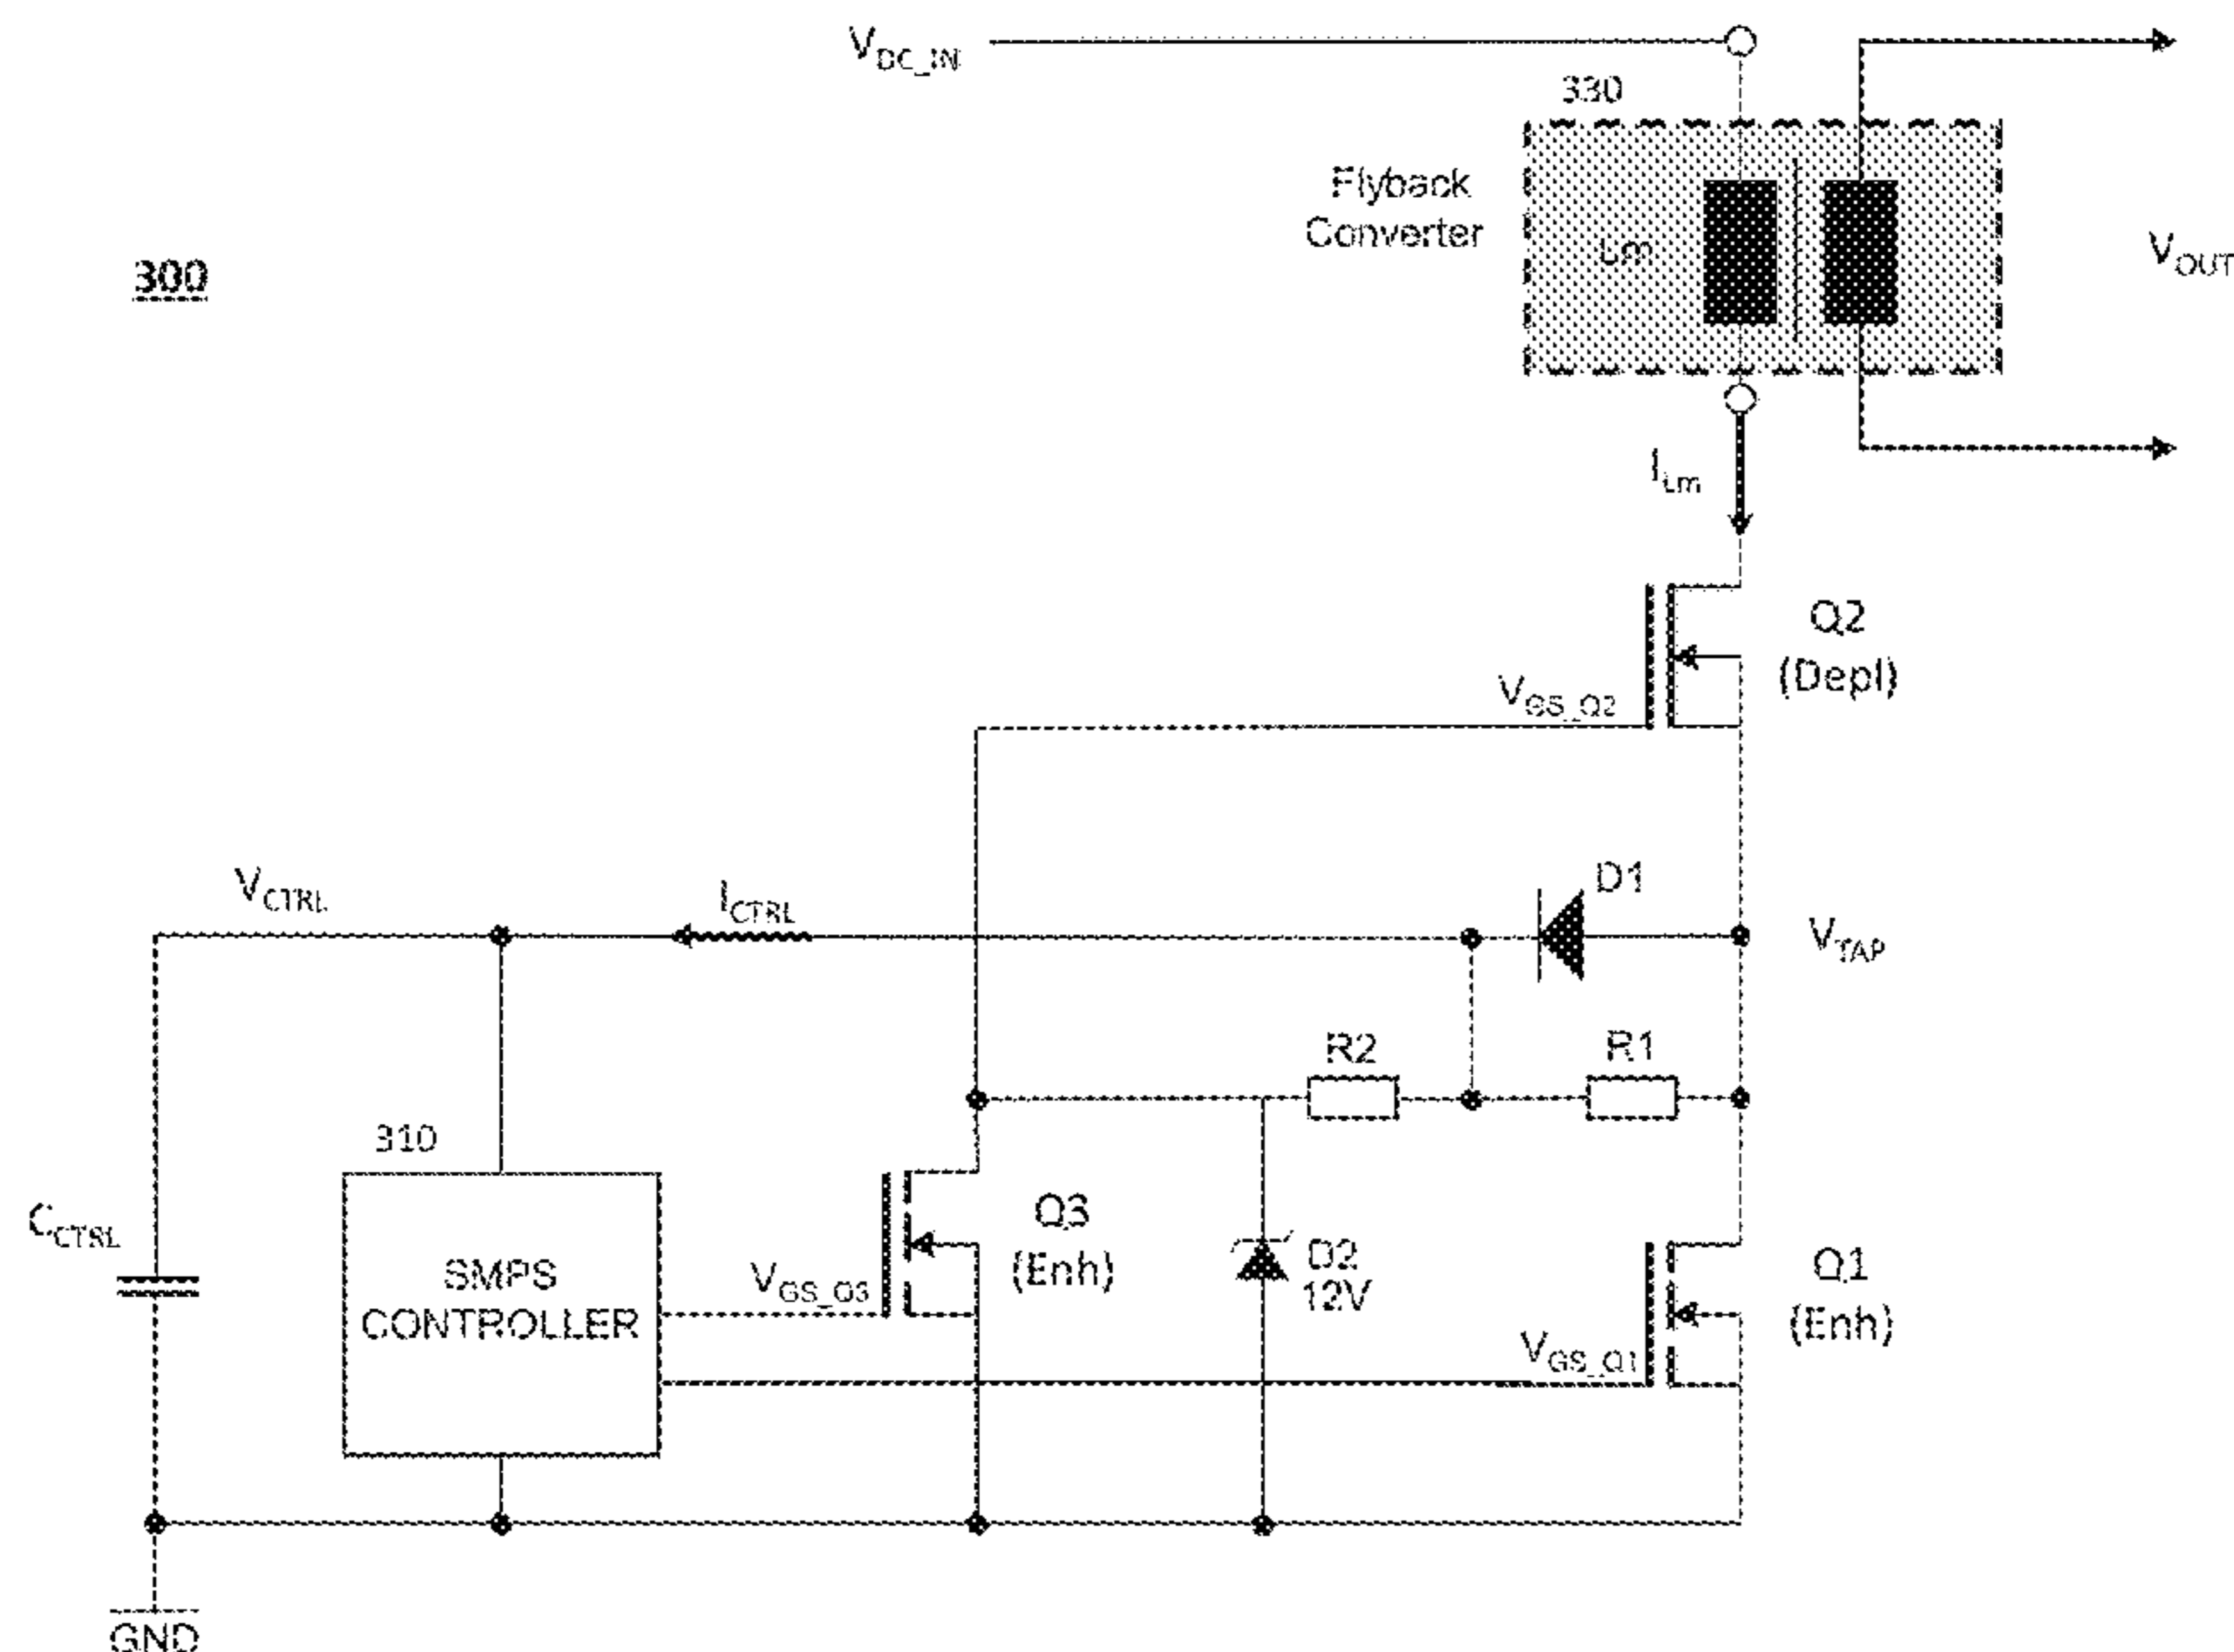 V_DC_IN
330
Flyback
Converter
Lm
V_OUT
300
I_Lm
Q2
(Depl)
V_GS_Q2
D1
V_CTRL
I_CTRL
V_TAP
R2
R1
310
C_CTRL
SMPS
CONTROLLER
V_GS_Q3
Q3
(Enh)
D2
12V
Q1
(Enh)
V_GS_Q1
GND